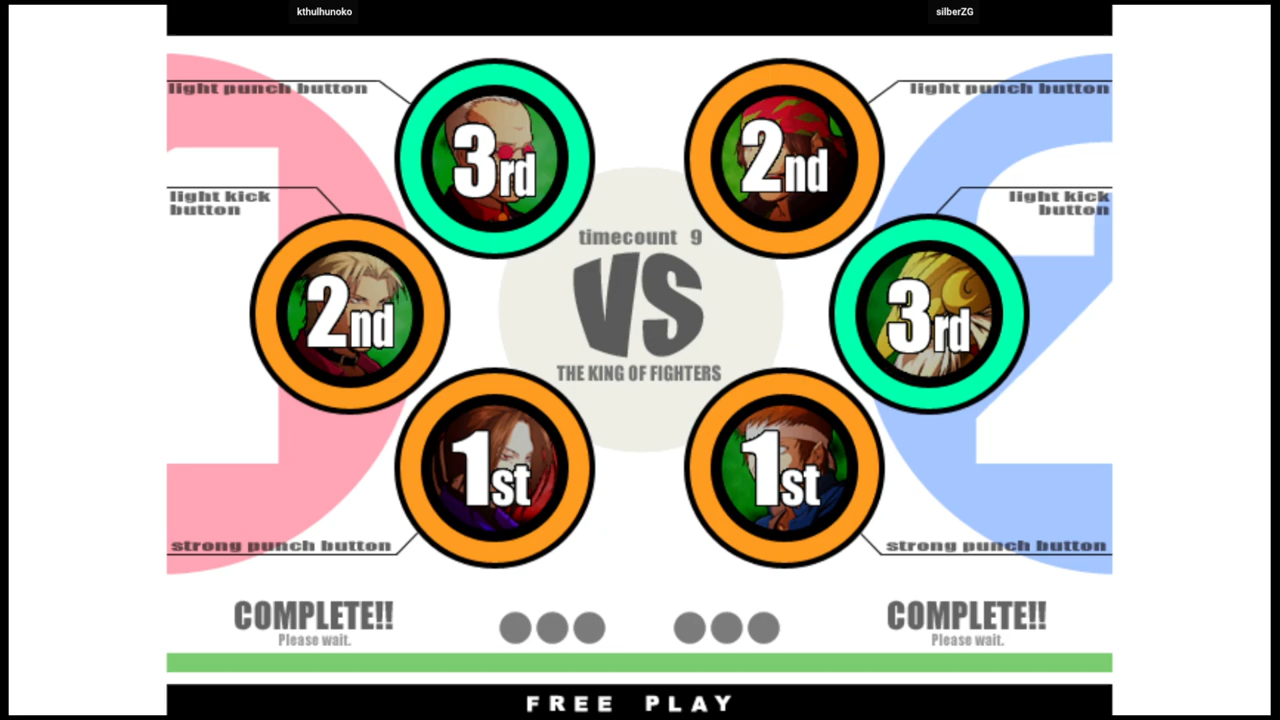 kthulhunoko
silberZG
light punch button
light punch button
3rd
2nd
light kick
button
light kick
button
timecount 9
VS
THE KING OF FIGHTERS
2nd
3rd
1st
1st
strong punch button
strong punch button
COMPLETE!!
Please wait.
COMPLETE!!
Please wait.
FREE PLAY